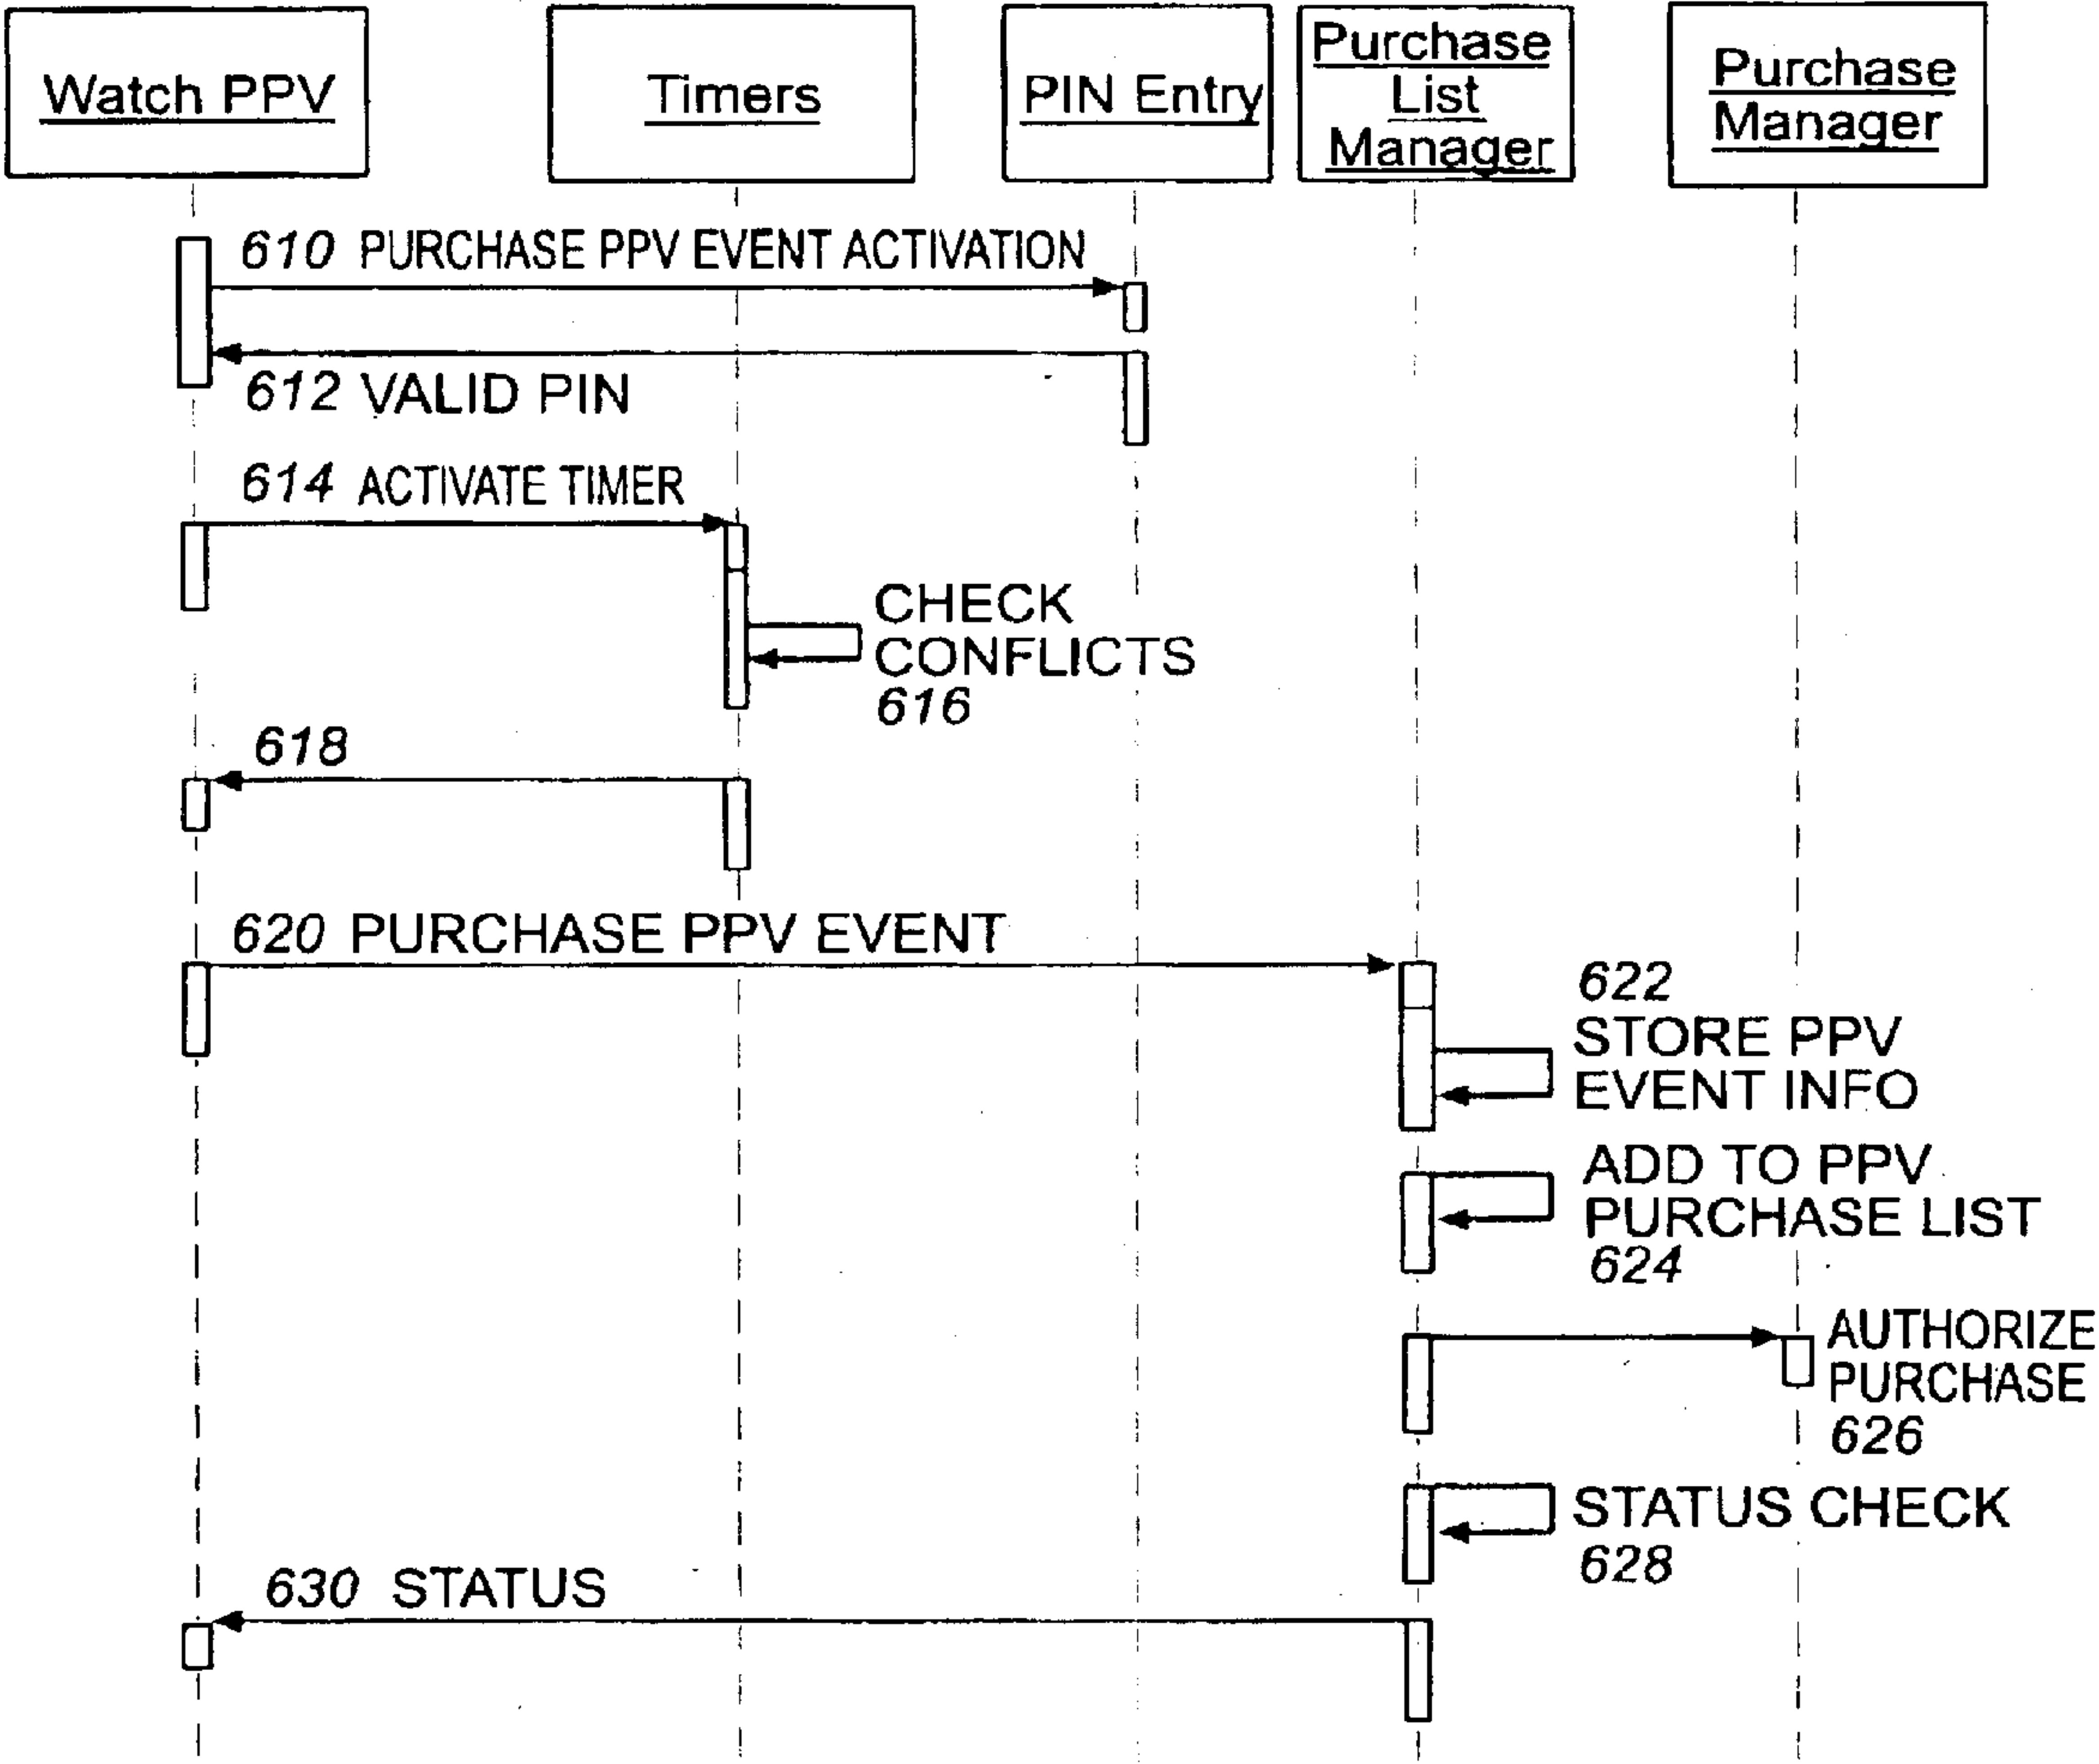 Watch PPV
Timers
PIN Entry
Purchase
List
Manager
Purchase
Manager
610 PURCHASE PPV EVENT ACTIVATION
612 VALID PIN
614 ACTIVATE TIMER
CHECK
CONFLICTS
616
618
620 PURCHASE PPV EVENT
622
STORE PPV
EVENT INFO
ADD TO PPV
PURCHASE LIST
624
AUTHORIZE
PURCHASE
626
STATUS CHECK
628
630 STATUS